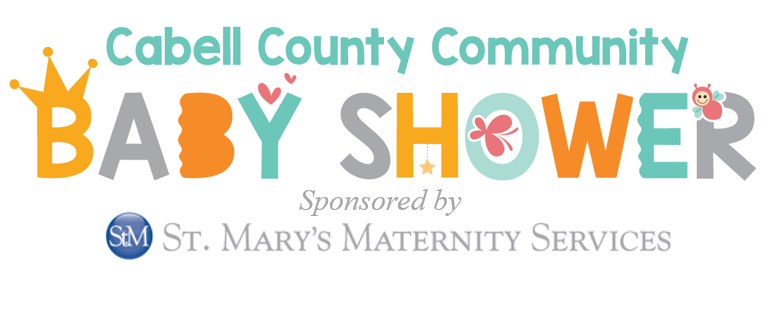 Cabell County Community
BABY SHOWER
Sponsored by
StM ST. MARY'S MATERNITY SERVICES